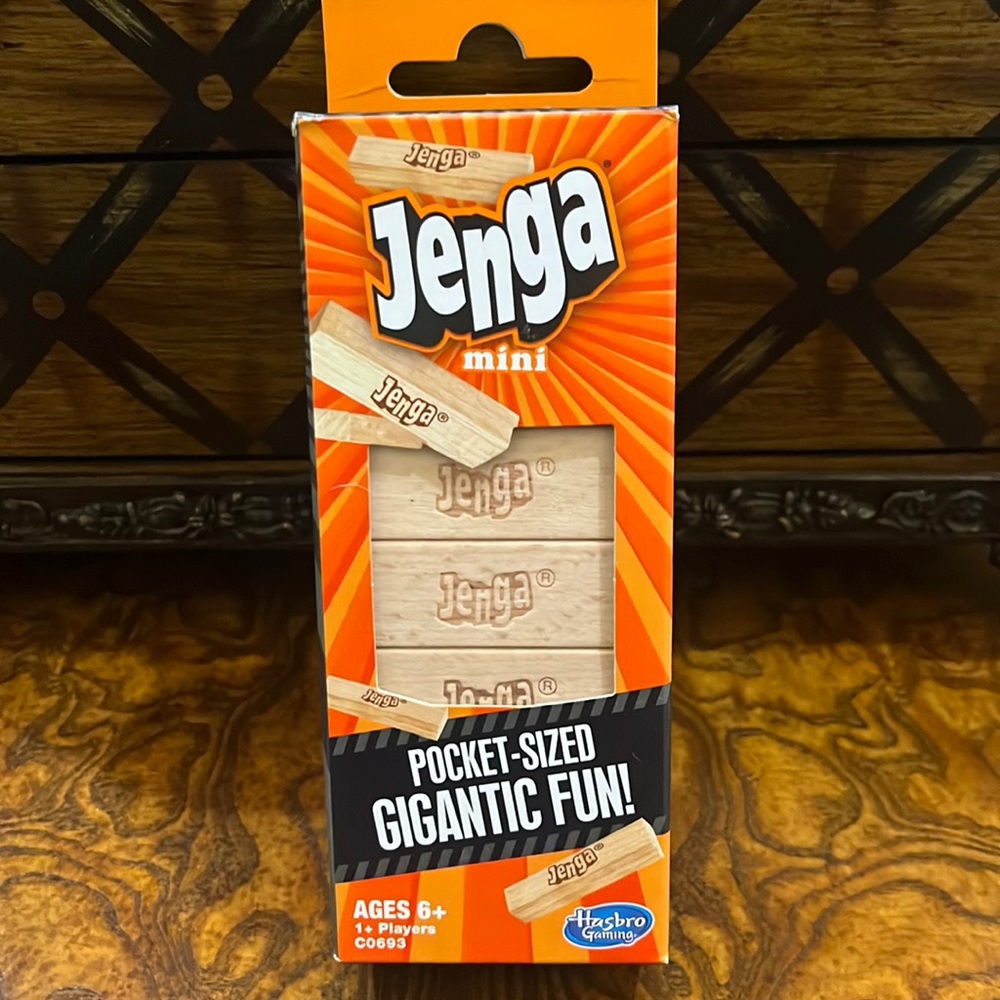 Jenga®
Jenga®
mini
Jenga®
Jenga®
Jenga®
Jenga®
Jenga®
POCKET-SIZED
GIGANTIC FUN!
Jenga®
AGES 6+
1+ Players
C0693
Hasbro
Gaming